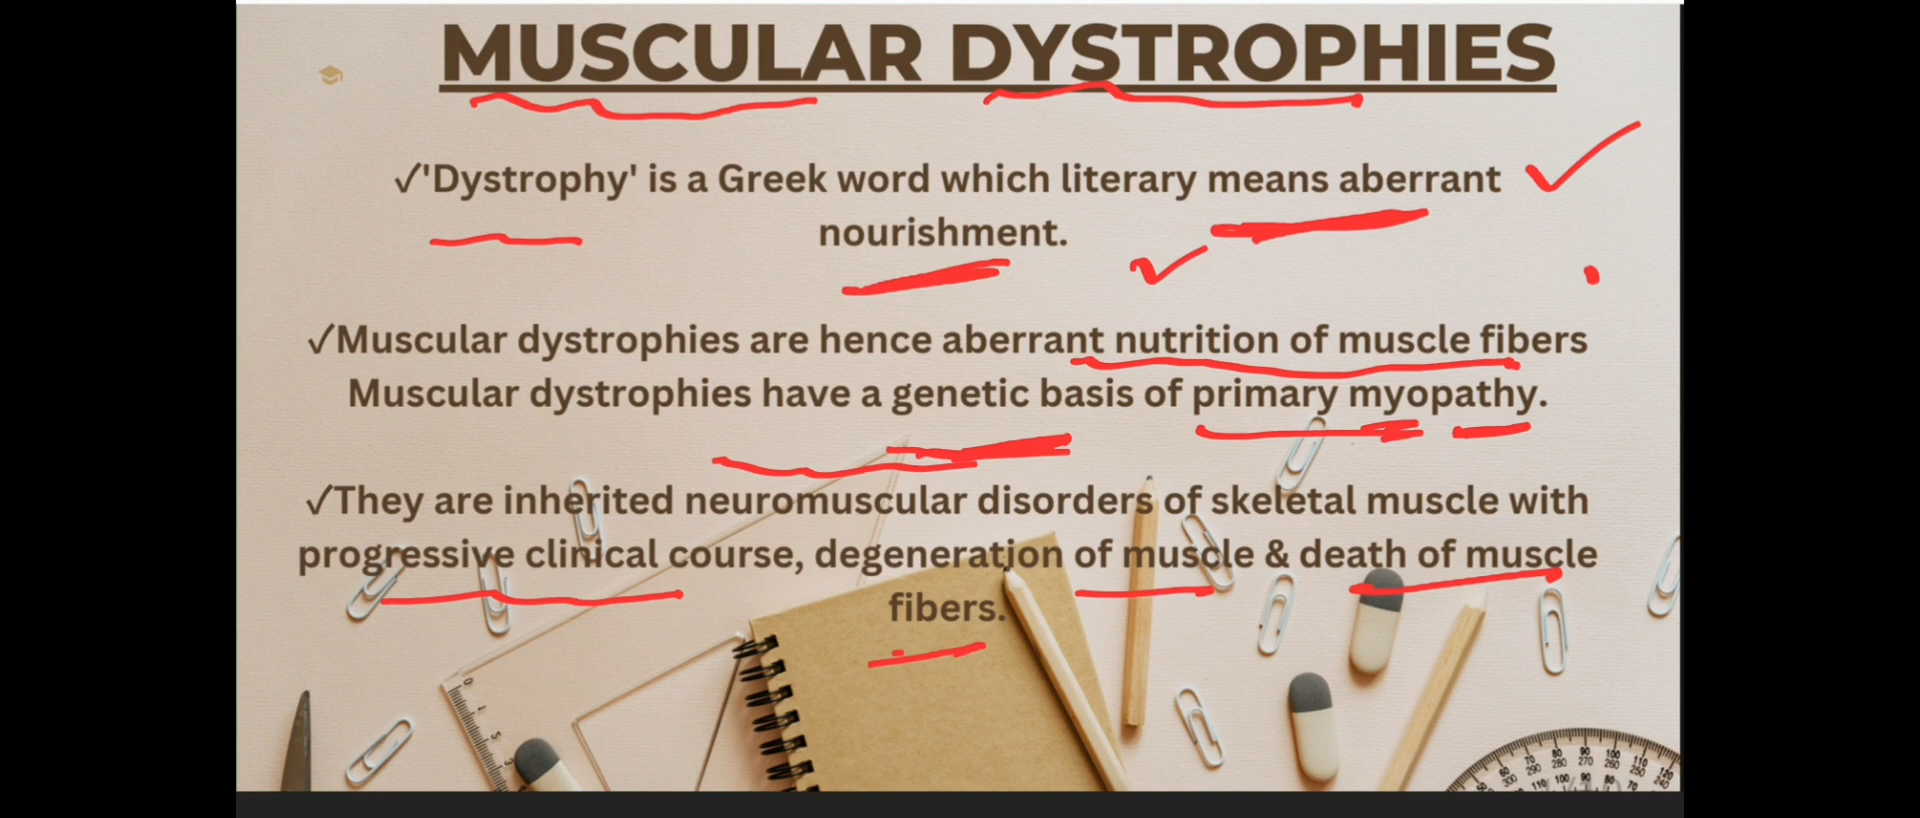 MUSCULAR DYSTROPHIES
✓'Dystrophy' is a Greek word which literary means aberrant
nourishment.
✓Muscular dystrophies are hence aberrant nutrition of muscle fibers
Muscular dystrophies have a genetic basis of primary myopathy.
✓They are inherited neuromuscular disorders of skeletal muscle with
progressive clinical course, degeneration of muscle & death of muscle
fibers.